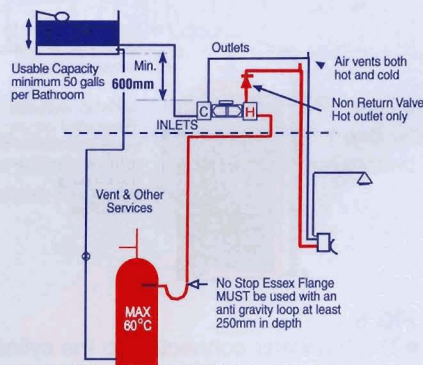 Outlets
Air vents both
hot and cold
Usable Capacity
minimum 50 galls
per Bathroom
Min.
600mm
Non Return Valve
Hot outlet only
C
H
INLETS
Vent & Other
Services
No Stop Essex Flange
MUST be used with an
anti gravity loop at least
250mm in depth
MAX
60°C